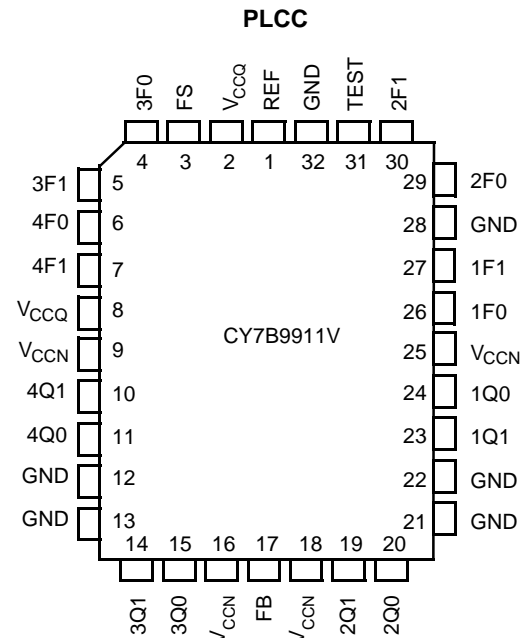 PLCC
3F0 FS VCCQ REF GND TEST 2F1
4 3 2 1 32 31 30
3F1 5 29 2F0
4F0 6 28 GND
4F1 7 27 1F1
VCCQ 8 26 1F0
VCCN 9 CY7B9911V 25 VCCN
4Q1 10 24 1Q0
4Q0 11 23 1Q1
GND 12 22 GND
GND 13 21 GND
14 15 16 17 18 19 20
3Q1 3Q0 VCCN FB VCCN 2Q1 2Q0